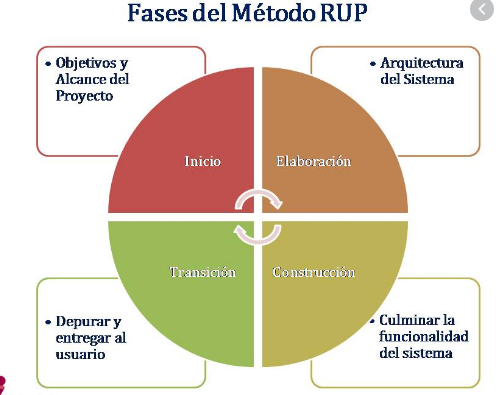 Fases del Método RUP
• Objetivos y
Alcance del
Proyecto
• Arquitectura
del Sistema
Inicio
Elaboración
Transición
Construcción
• Depurar y
entregar al
usuario
• Culminar la
funcionalidad
del sistema